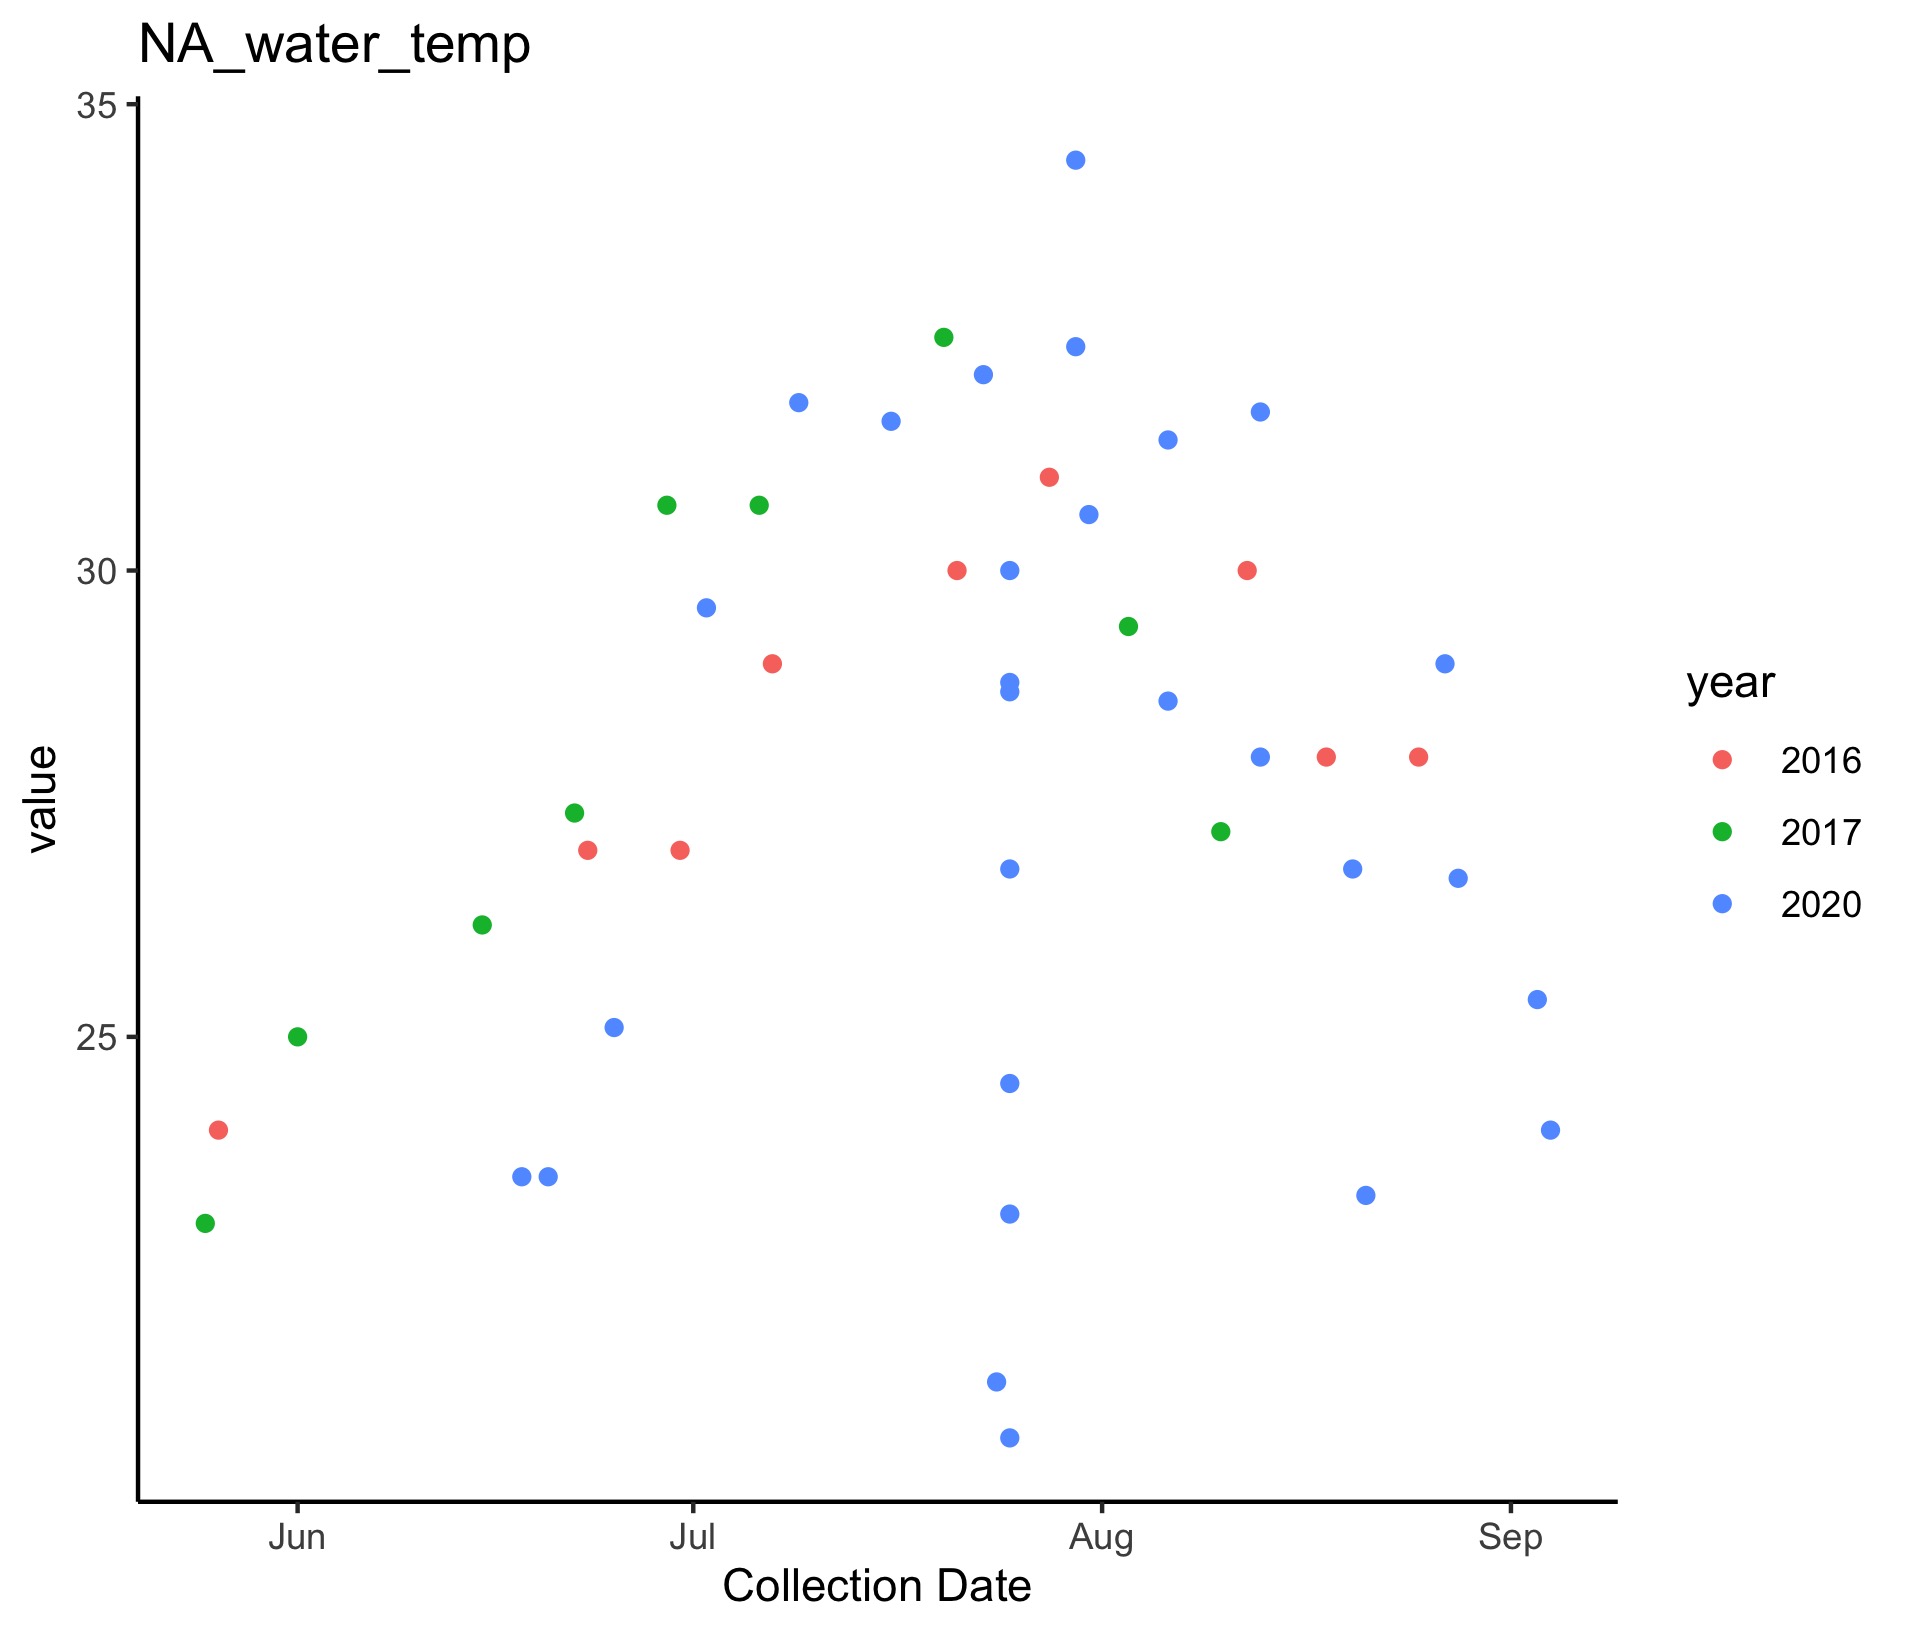 NA_water_temp
35
30
25
value
Jun Jul Aug Sep
Collection Date
year
2016
2017
2020